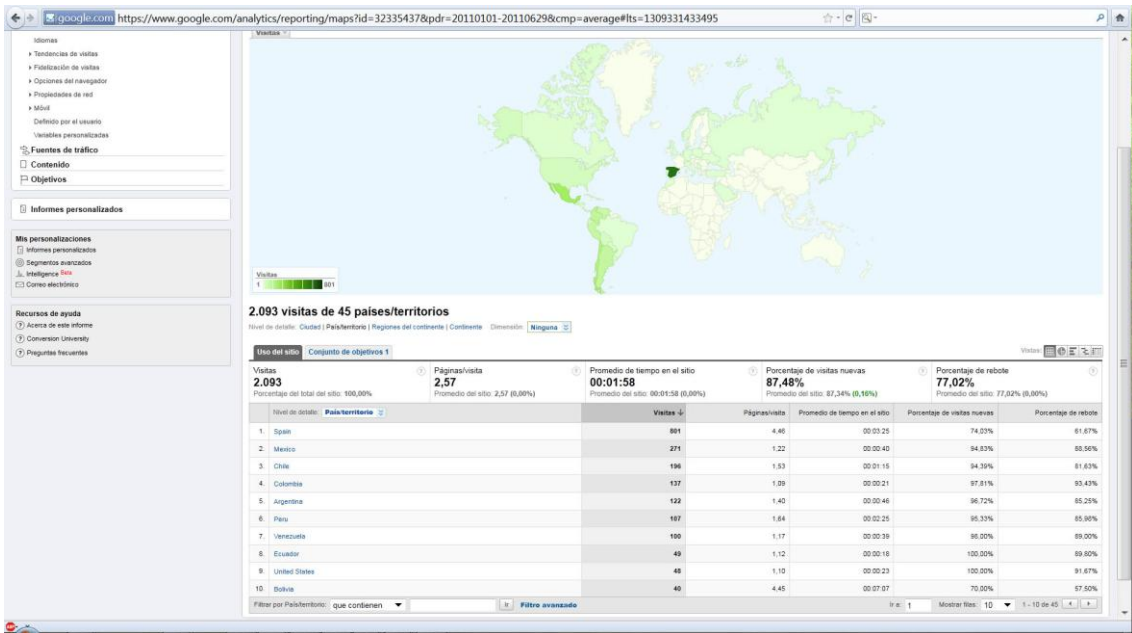 google.com https://www.google.com/analytics/reporting/maps?id=32335437&pdr=20110101-20110629&cmp=average#lts=1309331433495
Idiomas
Tendencias de visitas
Fidelización de visitas
Opciones del navegador
Propiedades de red
Móvil
Definido por el usuario
Variables personalizadas
Fuentes de tráfico
Contenido
Objetivos
Informes personalizados
Mis personalizaciones
Informes personalizados
Segmentos avanzados
Intelligence Beta
Correo electrónico
Recursos de ayuda
Acerca de este informe
Conversion University
Preguntas frecuentes
Visitas
Visitas
1 801
2.093 visitas de 45 países/territorios
Nivel de detalle: Ciudad | País/territorio | Regiones del continente | Continente Dimensión: Ninguna
Uso del sitio Conjunto de objetivos 1 Vistas:
Visitas
2.093
Porcentaje del total del sitio: 100,00%
Páginas/visita
2,57
Promedio del sitio: 2,57 (0,00%)
Promedio de tiempo en el sitio
00:01:58
Promedio del sitio: 00:01:58 (0,00%)
Porcentaje de visitas nuevas
87,48%
Promedio del sitio: 87,34% (0,16%)
Porcentaje de rebote
77,02%
Promedio del sitio: 77,02% (0,00%)
Nivel de detalle: País/territorio Visitas Páginas/visita Promedio de tiempo en el sitio Porcentaje de visitas nuevas Porcentaje de rebote
1. Spain 801 4,46 00:03:25 74,03% 61,67%
2. Mexico 271 1,22 00:00:40 94,83% 88,56%
3. Chile 196 1,53 00:01:15 94,39% 81,63%
4. Colombia 137 1,09 00:00:21 97,81% 93,43%
5. Argentina 122 1,40 00:00:46 96,72% 85,25%
6. Peru 107 1,64 00:02:25 95,33% 85,98%
7. Venezuela 100 1,17 00:00:39 98,00% 89,00%
8. Ecuador 49 1,12 00:00:18 100,00% 89,80%
9. United States 48 1,10 00:00:23 100,00% 91,67%
10. Bolivia 40 4,45 00:07:07 70,00% 57,50%
Filtrar por País/territorio: que contienen Ir Filtro avanzado Ir a: 1 Mostrar filas: 10 1 - 10 de 45